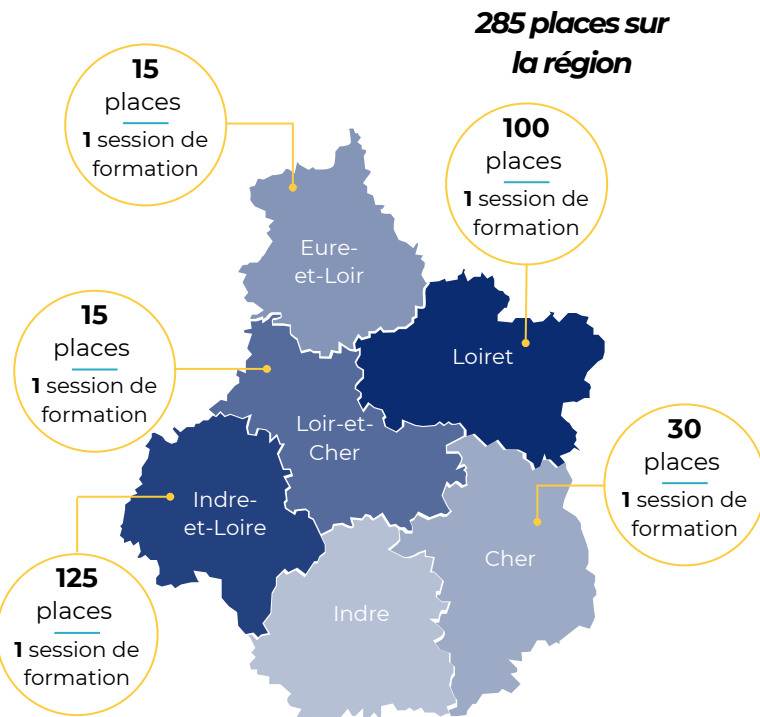 285 places sur
la région
15
places
1 session de
formation
100
places
1 session de
formation
Eure-
et-Loir
15
places
1 session de
formation
Loiret
Loir-et-
Cher
30
places
1 session de
formation
Indre-
et-Loire
Cher
125
places
1 session de
formation
Indre